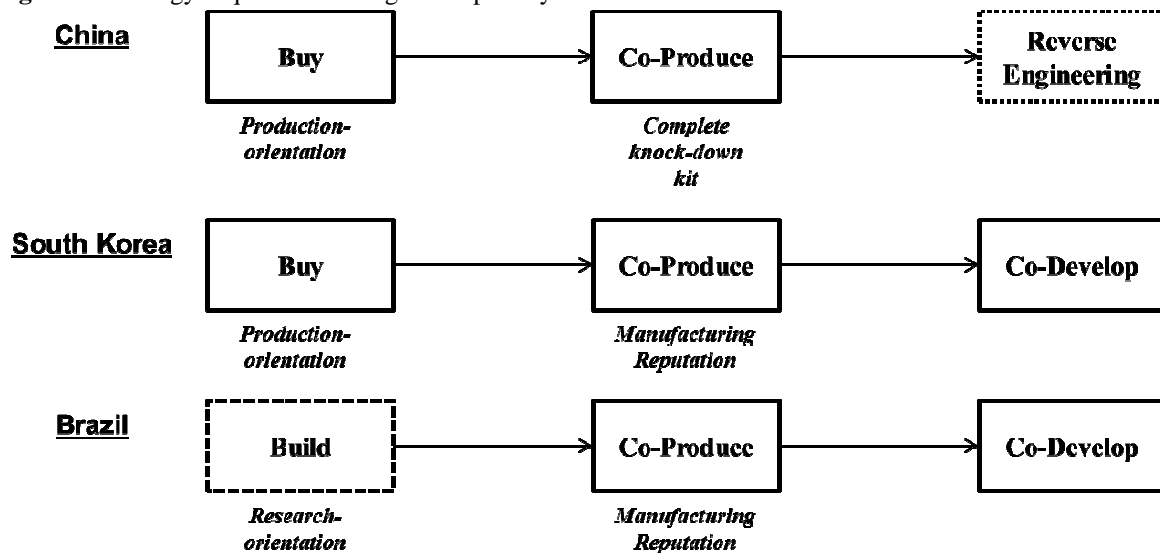 China
Buy
Co-Produce
Reverse
Engineering
Production-
orientation
Complete
knock-down
kit
South Korea
Buy
Co-Produce
Co-Develop
Production-
orientation
Manufacturing
Reputation
Brazil
Build
Co-Produce
Co-Develop
Research-
orientation
Manufacturing
Reputation